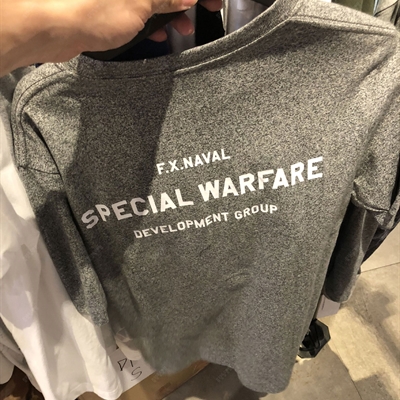 F.X.NAVAL
SPECIAL WARFARE
DEVELOPMENT GROUP